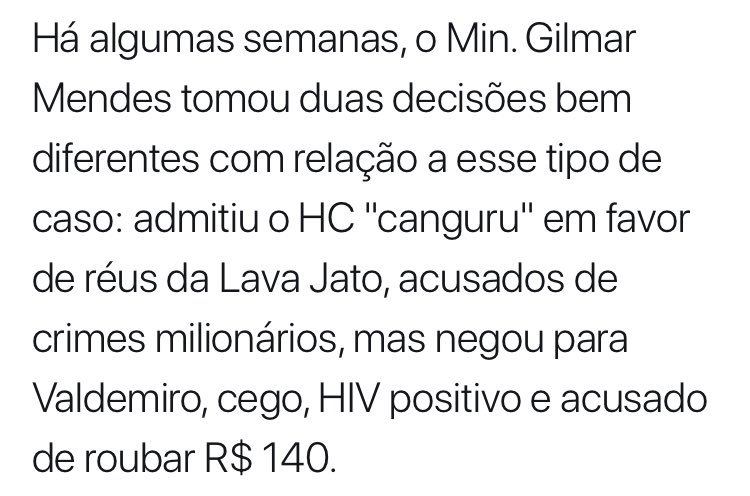 Há algumas semanas, o Min. Gilmar
Mendes tomou duas decisões bem
diferentes com relação a esse tipo de
caso: admitiu o HC "canguru" em favor
de réus da Lava Jato, acusados de
crimes milionários, mas negou para
Valdemiro, cego, HIV positivo e acusado
de roubar R$ 140.